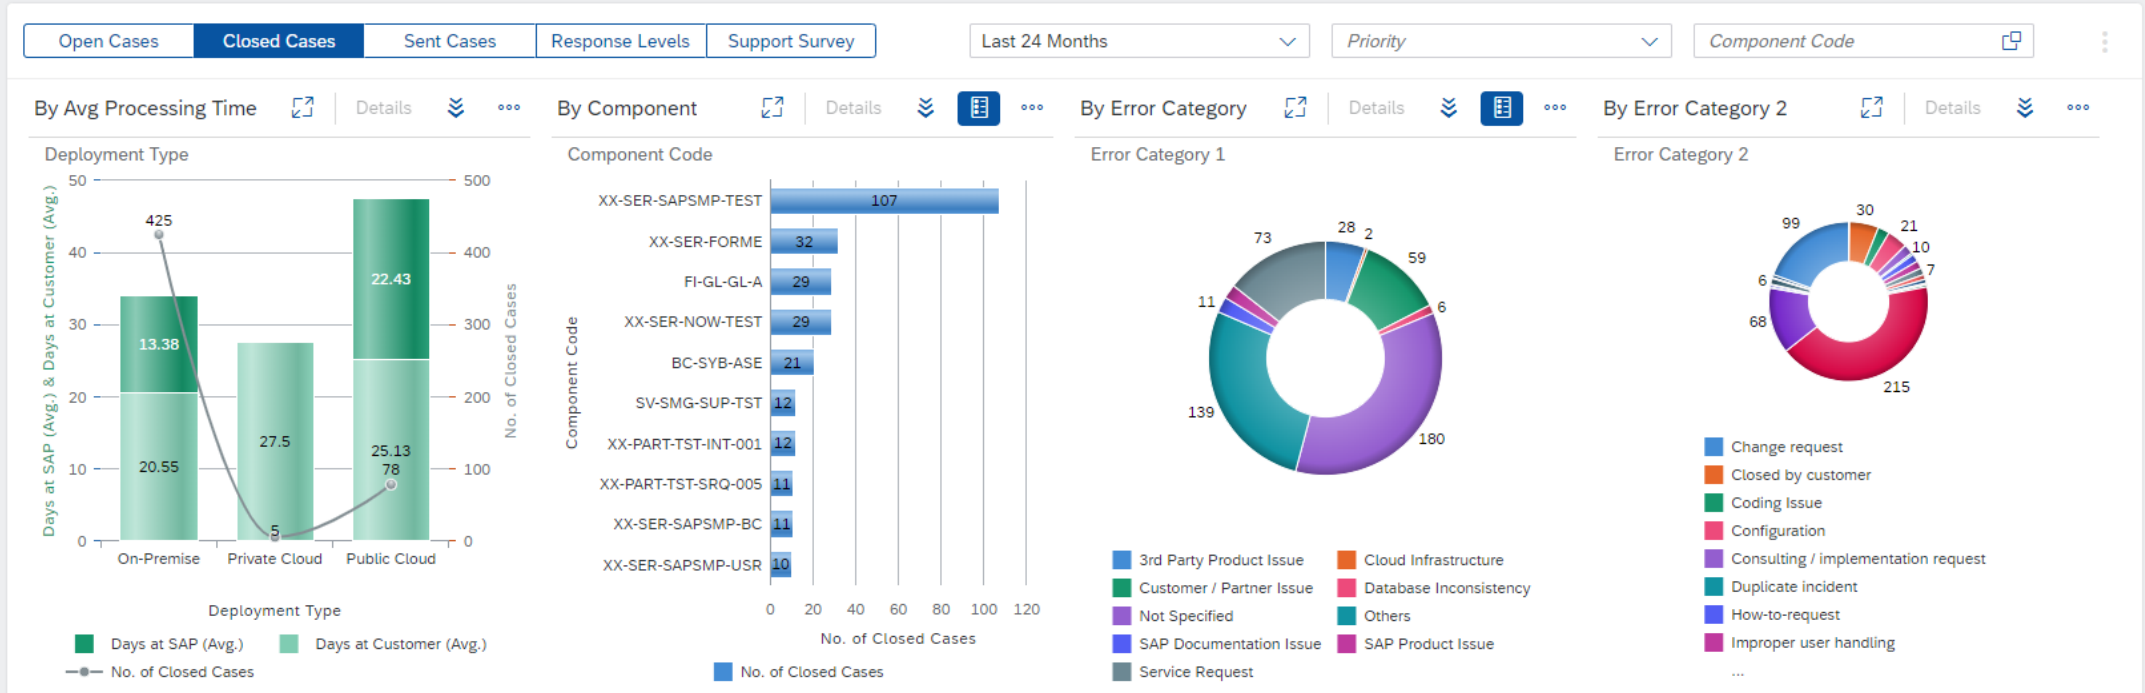 Open Cases
Closed Cases
Sent Cases
Response Levels
Support Survey
Last 24 Months
Priority
Component Code
By Avg Processing Time
Details
By Component
Details
By Error Category
Details
By Error Category 2
Details
Deployment Type
Days at SAP (Avg.) & Days at Customer (Avg.)
50
40
30
20
10
0
500
400
300
200
100
0
No. of Closed Cases
425
13.38
20.55
27.5
5
22.43
25.13
78
On-Premise
Private Cloud
Public Cloud
Deployment Type
Days at SAP (Avg.)
Days at Customer (Avg.)
No. of Closed Cases
Component Code
Component Code
XX-SER-SAPSMP-TEST 107
XX-SER-FORME 32
FI-GL-GL-A 29
XX-SER-NOW-TEST 29
BC-SYB-ASE 21
SV-SMG-SUP-TST 12
XX-PART-TST-INT-001 12
XX-PART-TST-SRQ-005 11
XX-SER-SAPSMP-BC 11
XX-SER-SAPSMP-USR 10
0 20 40 60 80 100 120
No. of Closed Cases
No. of Closed Cases
Error Category 1
28
2
59
6
180
139
11
73
3rd Party Product Issue
Cloud Infrastructure
Customer / Partner Issue
Database Inconsistency
Not Specified
Others
SAP Documentation Issue
SAP Product Issue
Service Request
Error Category 2
30
21
10
7
215
68
6
99
Change request
Closed by customer
Coding Issue
Configuration
Consulting / implementation request
Duplicate incident
How-to-request
Improper user handling
...